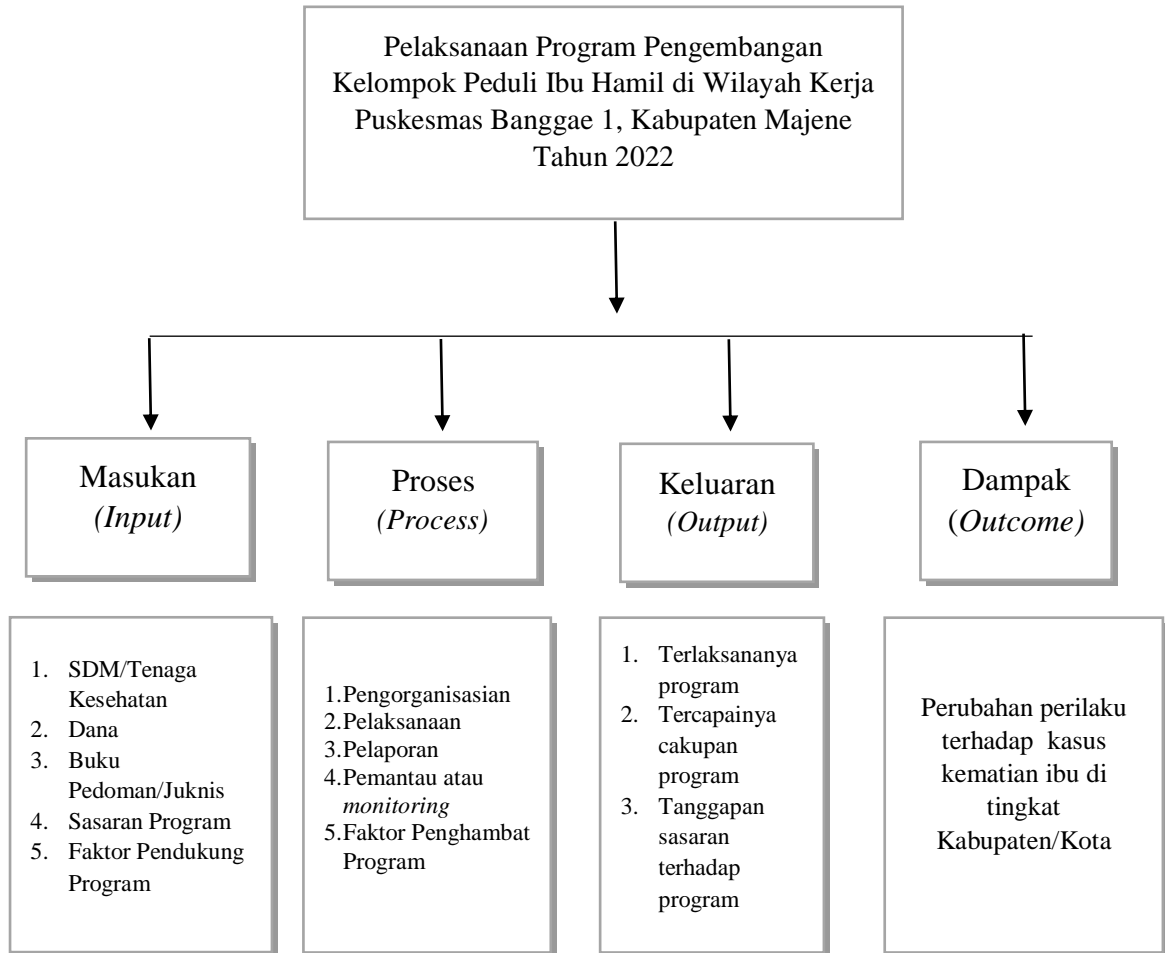 Pelaksanaan Program Pengembangan
Kelompok Peduli Ibu Hamil di Wilayah Kerja
Puskesmas Banggae 1, Kabupaten Majene
Tahun 2022
Masukan
(Input)
Proses
(Process)
Keluaran
(Output)
Dampak
(Outcome)
1. SDM/Tenaga
Kesehatan
2. Dana
3. Buku
Pedoman/Juknis
4. Sasaran Program
5. Faktor Pendukung
Program
1.Pengorganisasian
2.Pelaksanaan
3.Pelaporan
4.Pemantau atau
monitoring
5.Faktor Penghambat
Program
1. Terlaksananya
program
2. Tercapainya
cakupan
program
3. Tanggapan
sasaran
terhadap
program
Perubahan perilaku
terhadap kasus
kematian ibu di
tingkat
Kabupaten/Kota